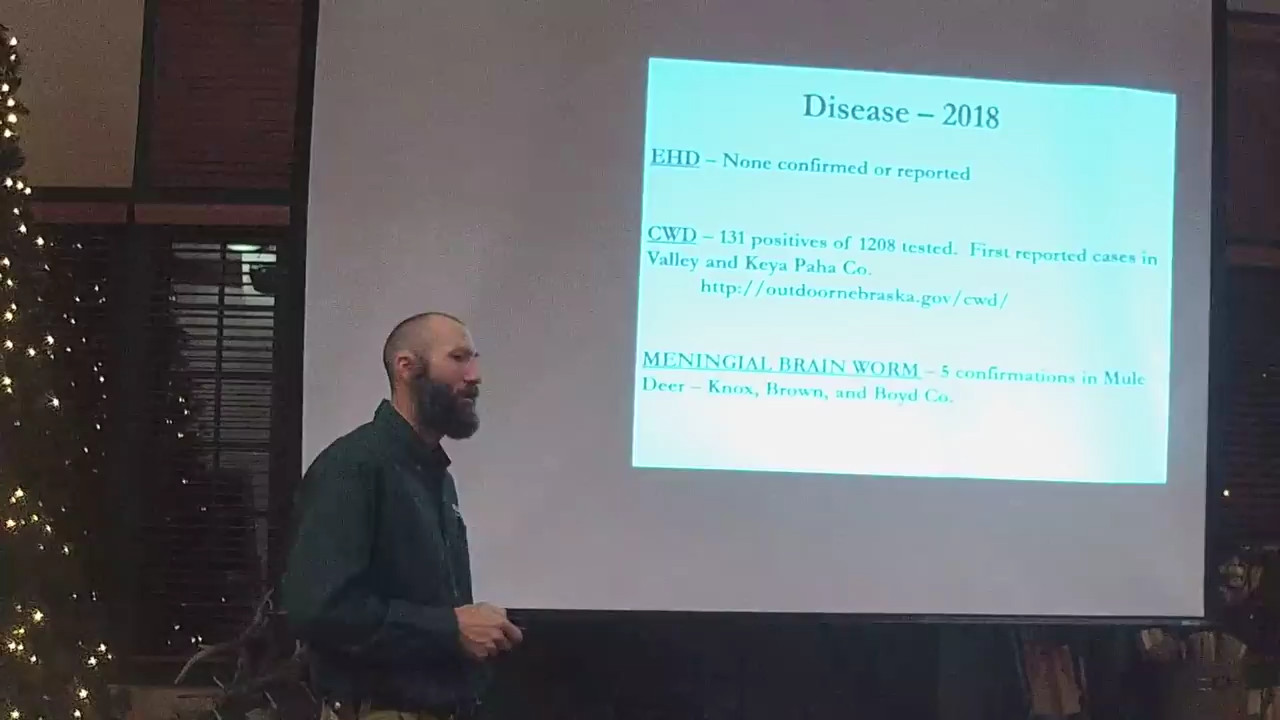 Disease – 2018
EHD – None confirmed or reported
CWD – 131 positives of 1208 tested. First reported cases in
Valley and Keya Paha Co.
http://outdoornebraska.gov/cwd/
MENINGIAL BRAIN WORM – 5 confirmations in Mule
Deer – Knox, Brown, and Boyd Co.